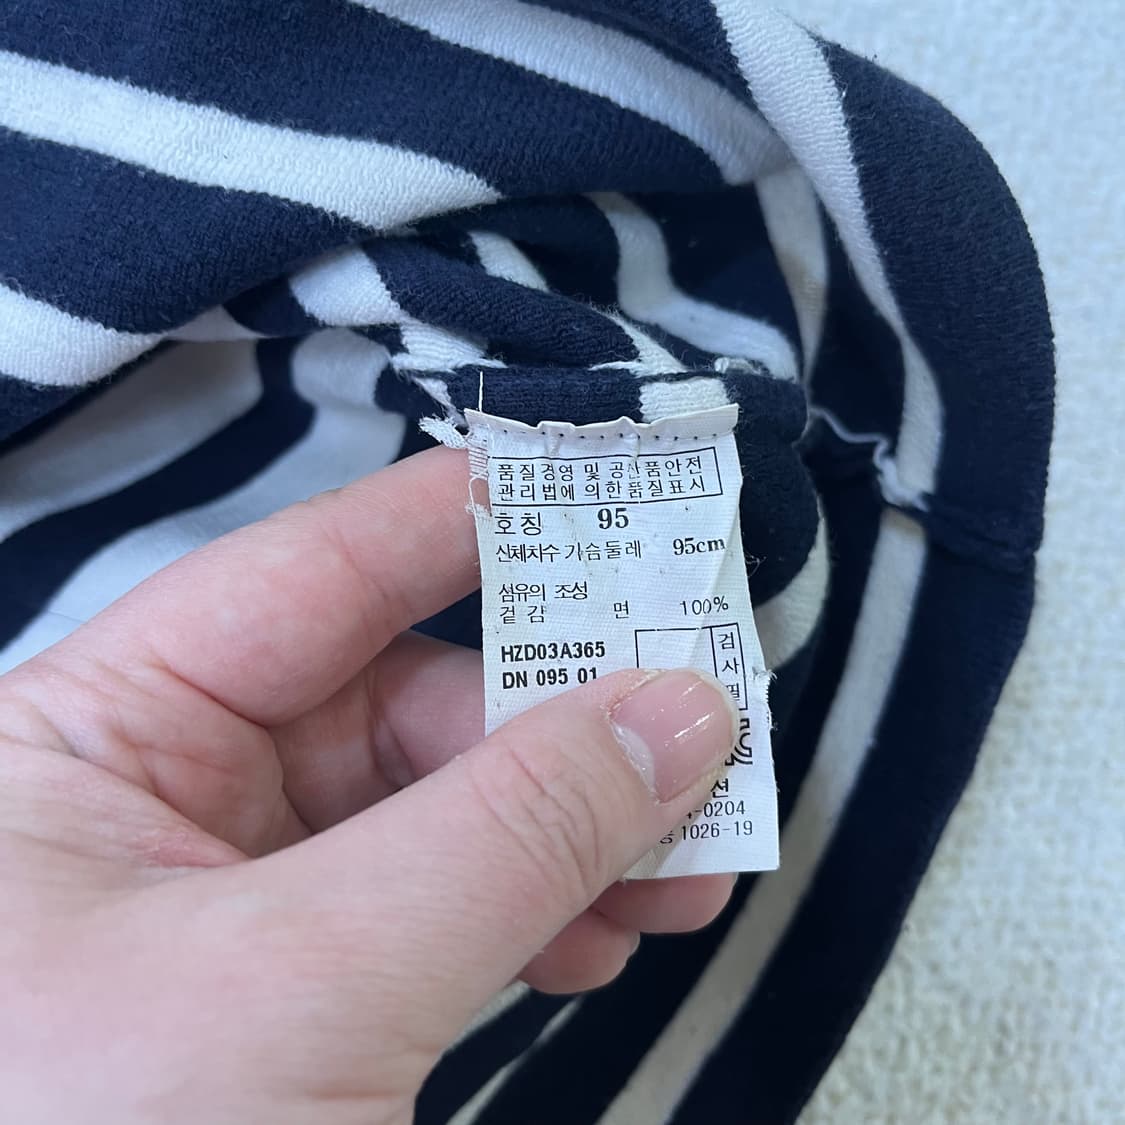 품질경영 및 공산품안전
관리법에 의한품질표시
호칭 95
신체치수 가슴둘레 95cm
섬유의 조성
겉감 면 100%
HZD03A365
DN 095 01
검사필
션
-0204
1026-19